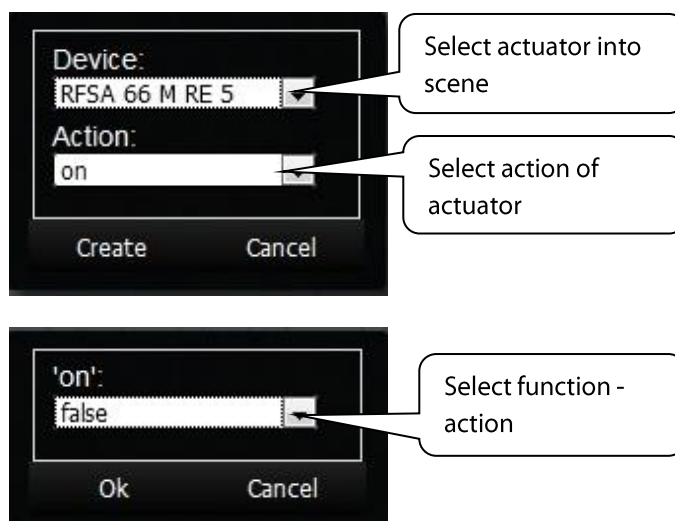 Device:
RFSA 66 M RE 5
Action:
on
Create Cancel
Select actuator into
scene
Select action of
actuator
'on':
false
Ok Cancel
Select function -
action